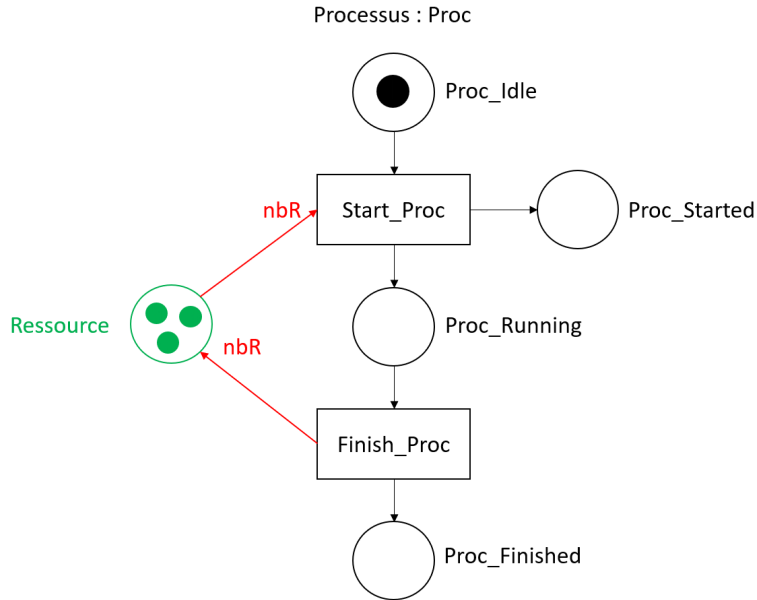 Processus : Proc
Proc_Idle
nbR
Start_Proc
Proc_Started
Ressource
nbR
Proc_Running
Finish_Proc
Proc_Finished